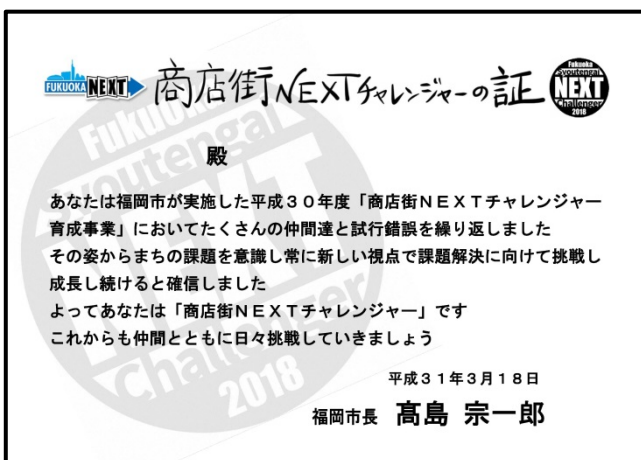 FUKUOKA NEXT
商店街NEXTチャレンジャーの証
Fukuoka
Syoutengai
NEXT
Challenger
2018
殿
あなたは福岡市が実施した平成30年度「商店街NEXTチャレンジャー
育成事業」においてたくさんの仲間達と試行錯誤を繰り返しました
その姿からまちの課題を意識し常に新しい視点で課題解決に向けて挑戦し
成長し続けると確信しました
よってあなたは「商店街NEXTチャレンジャー」です
これからも仲間とともに日々挑戦していきましょう
平成31年3月18日
福岡市長 髙島 宗一郎
Fukuoka
Syoutengai
NEXT
Challenger
2018